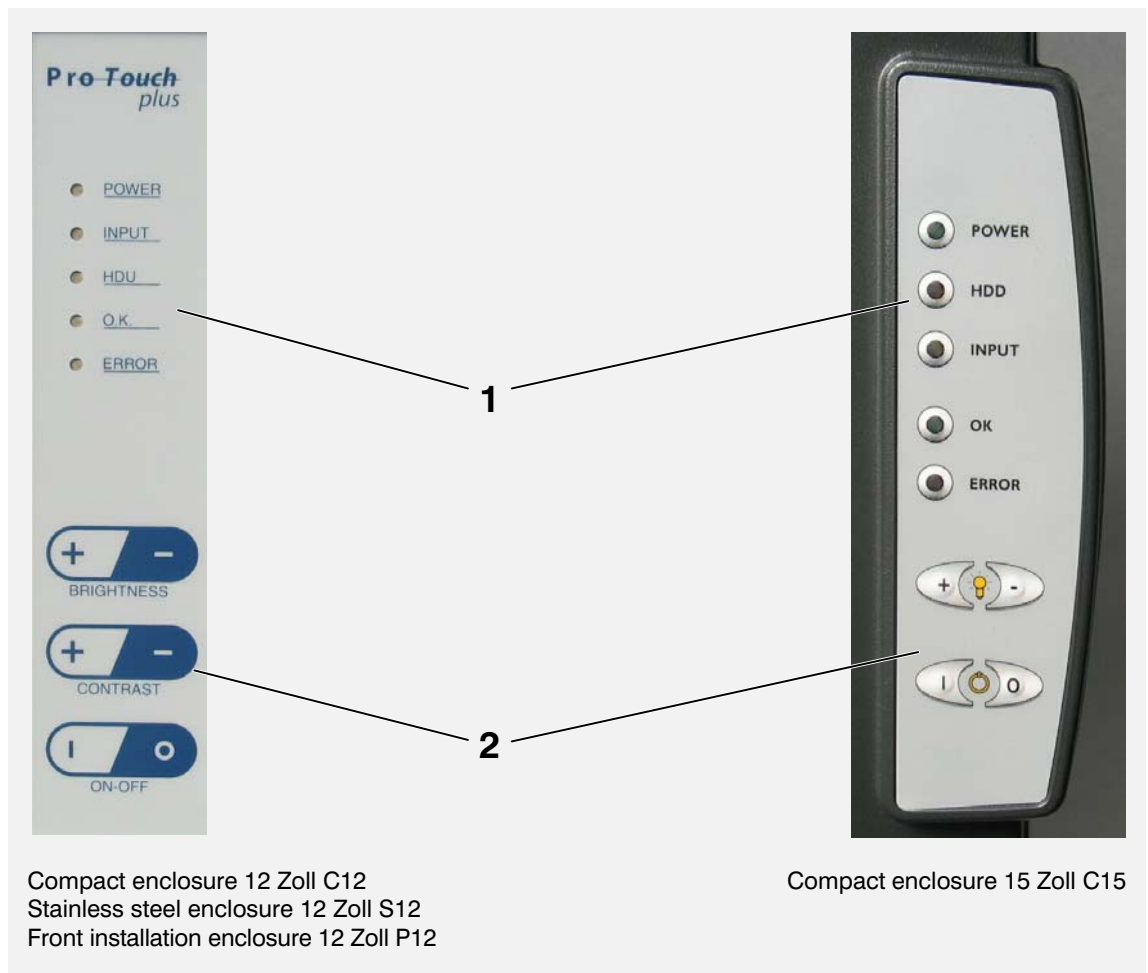 Pro Touch
plus
POWER
INPUT
HDU
O.K.
ERROR
+ -
BRIGHTNESS
+ -
CONTRAST
I O
ON-OFF
POWER
HDD
INPUT
OK
ERROR
+ -
I O
1
2
Compact enclosure 12 Zoll C12
Stainless steel enclosure 12 Zoll S12
Front installation enclosure 12 Zoll P12
Compact enclosure 15 Zoll C15